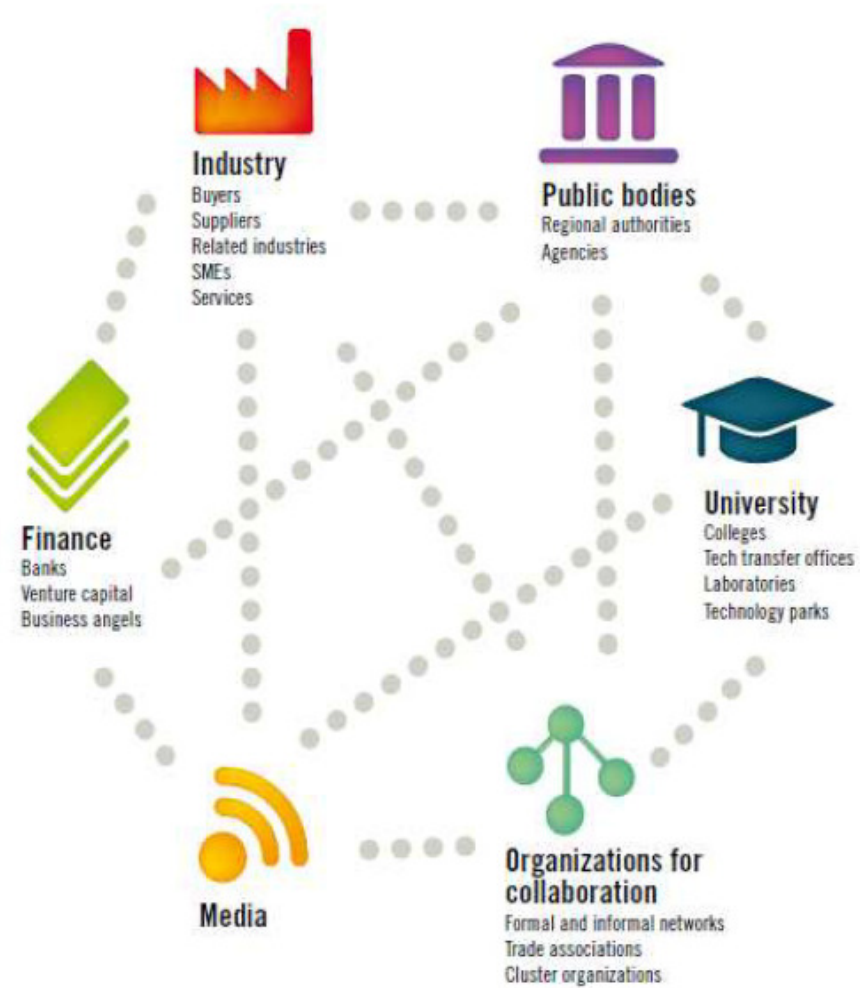 Industry
Buyers
Suppliers
Related industries
SMEs
Services
Public bodies
Regional authorities
Agencies
Finance
Banks
Venture capital
Business angels
University
Colleges
Tech transfer offices
Laboratories
Technology parks
Media
Organizations for
collaboration
Formal and informal networks
Trade associations
Cluster organizations